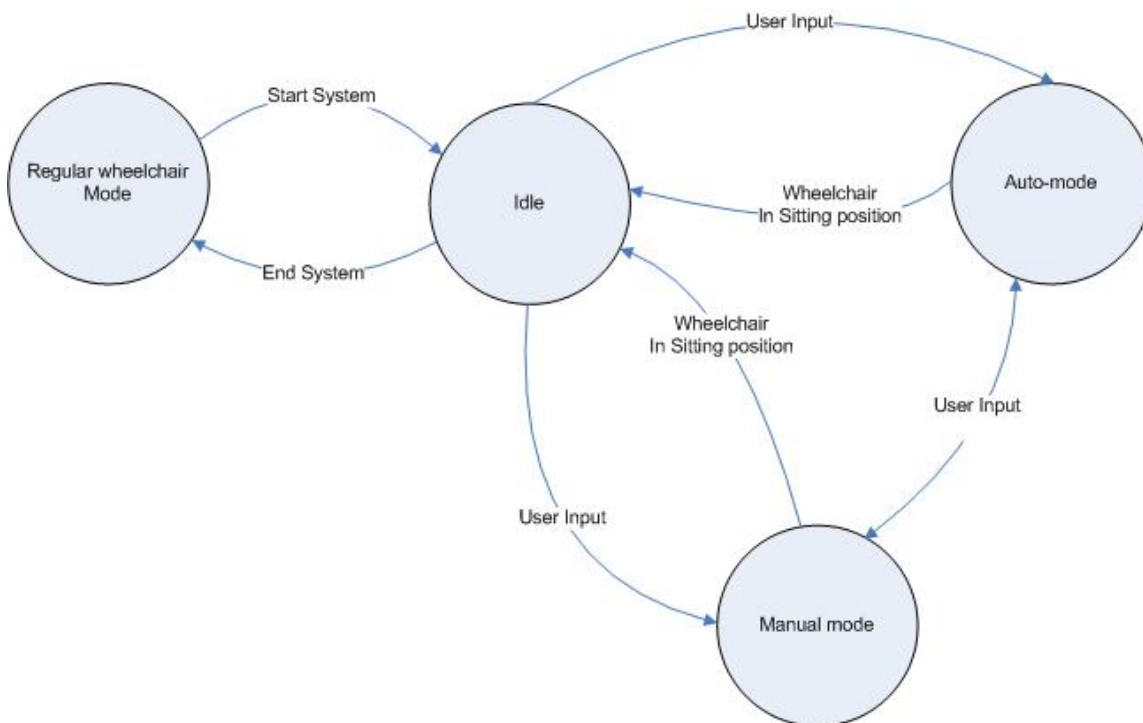 User Input
Start System
Regular wheelchair
Mode
Idle
Auto-mode
Wheelchair
In Sitting position
End System
Wheelchair
In Sitting position
User Input
User Input
Manual mode